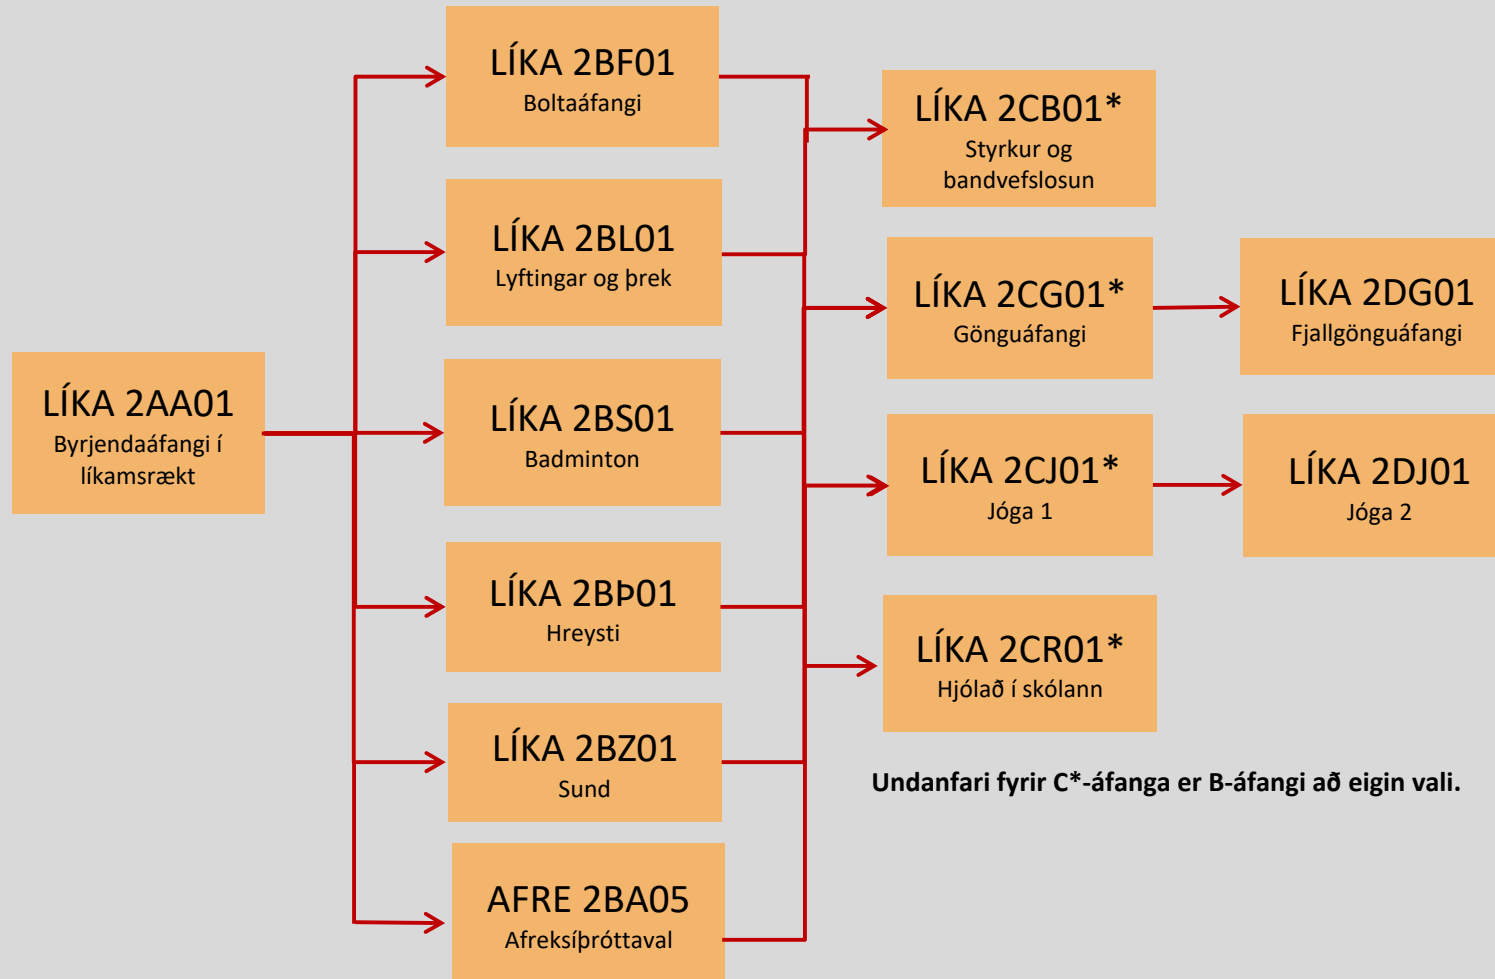 LÍKA 2AA01
Byrjendaáfangi í
líkamsrækt
LÍKA 2BF01
Boltaáfangi
LÍKA 2BL01
Lyftingar og þrek
LÍKA 2BS01
Badminton
LÍKA 2BÞ01
Hreysti
LÍKA 2BZ01
Sund
AFRE 2BA05
Afreksíþróttaval
LÍKA 2CB01*
Styrkur og
bandvefslosun
LÍKA 2CG01*
Gönguáfangi
LÍKA 2CJ01*
Jóga 1
LÍKA 2CR01*
Hjólað í skólann
LÍKA 2DG01
Fjallgönguáfangi
LÍKA 2DJ01
Jóga 2
Undanfari fyrir C*-áfanga er B-áfangi að eigin vali.